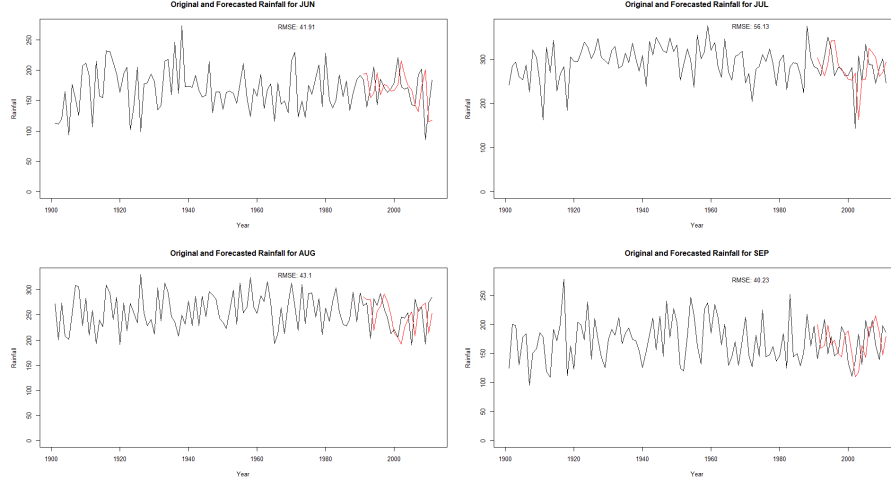 Original and Forecasted Rainfall for JUN
RMSE: 41.91
Rainfall
250
200
150
100
50
0
1900 1920 1940 1960 1980 2000
Year
Original and Forecasted Rainfall for JUL
RMSE: 56.13
Rainfall
300
200
100
0
1900 1920 1940 1960 1980 2000
Year
Original and Forecasted Rainfall for AUG
RMSE: 43.1
Rainfall
300
250
200
150
100
50
0
1900 1920 1940 1960 1980 2000
Year
Original and Forecasted Rainfall for SEP
RMSE: 40.23
Rainfall
250
200
150
100
50
0
1900 1920 1940 1960 1980 2000
Year